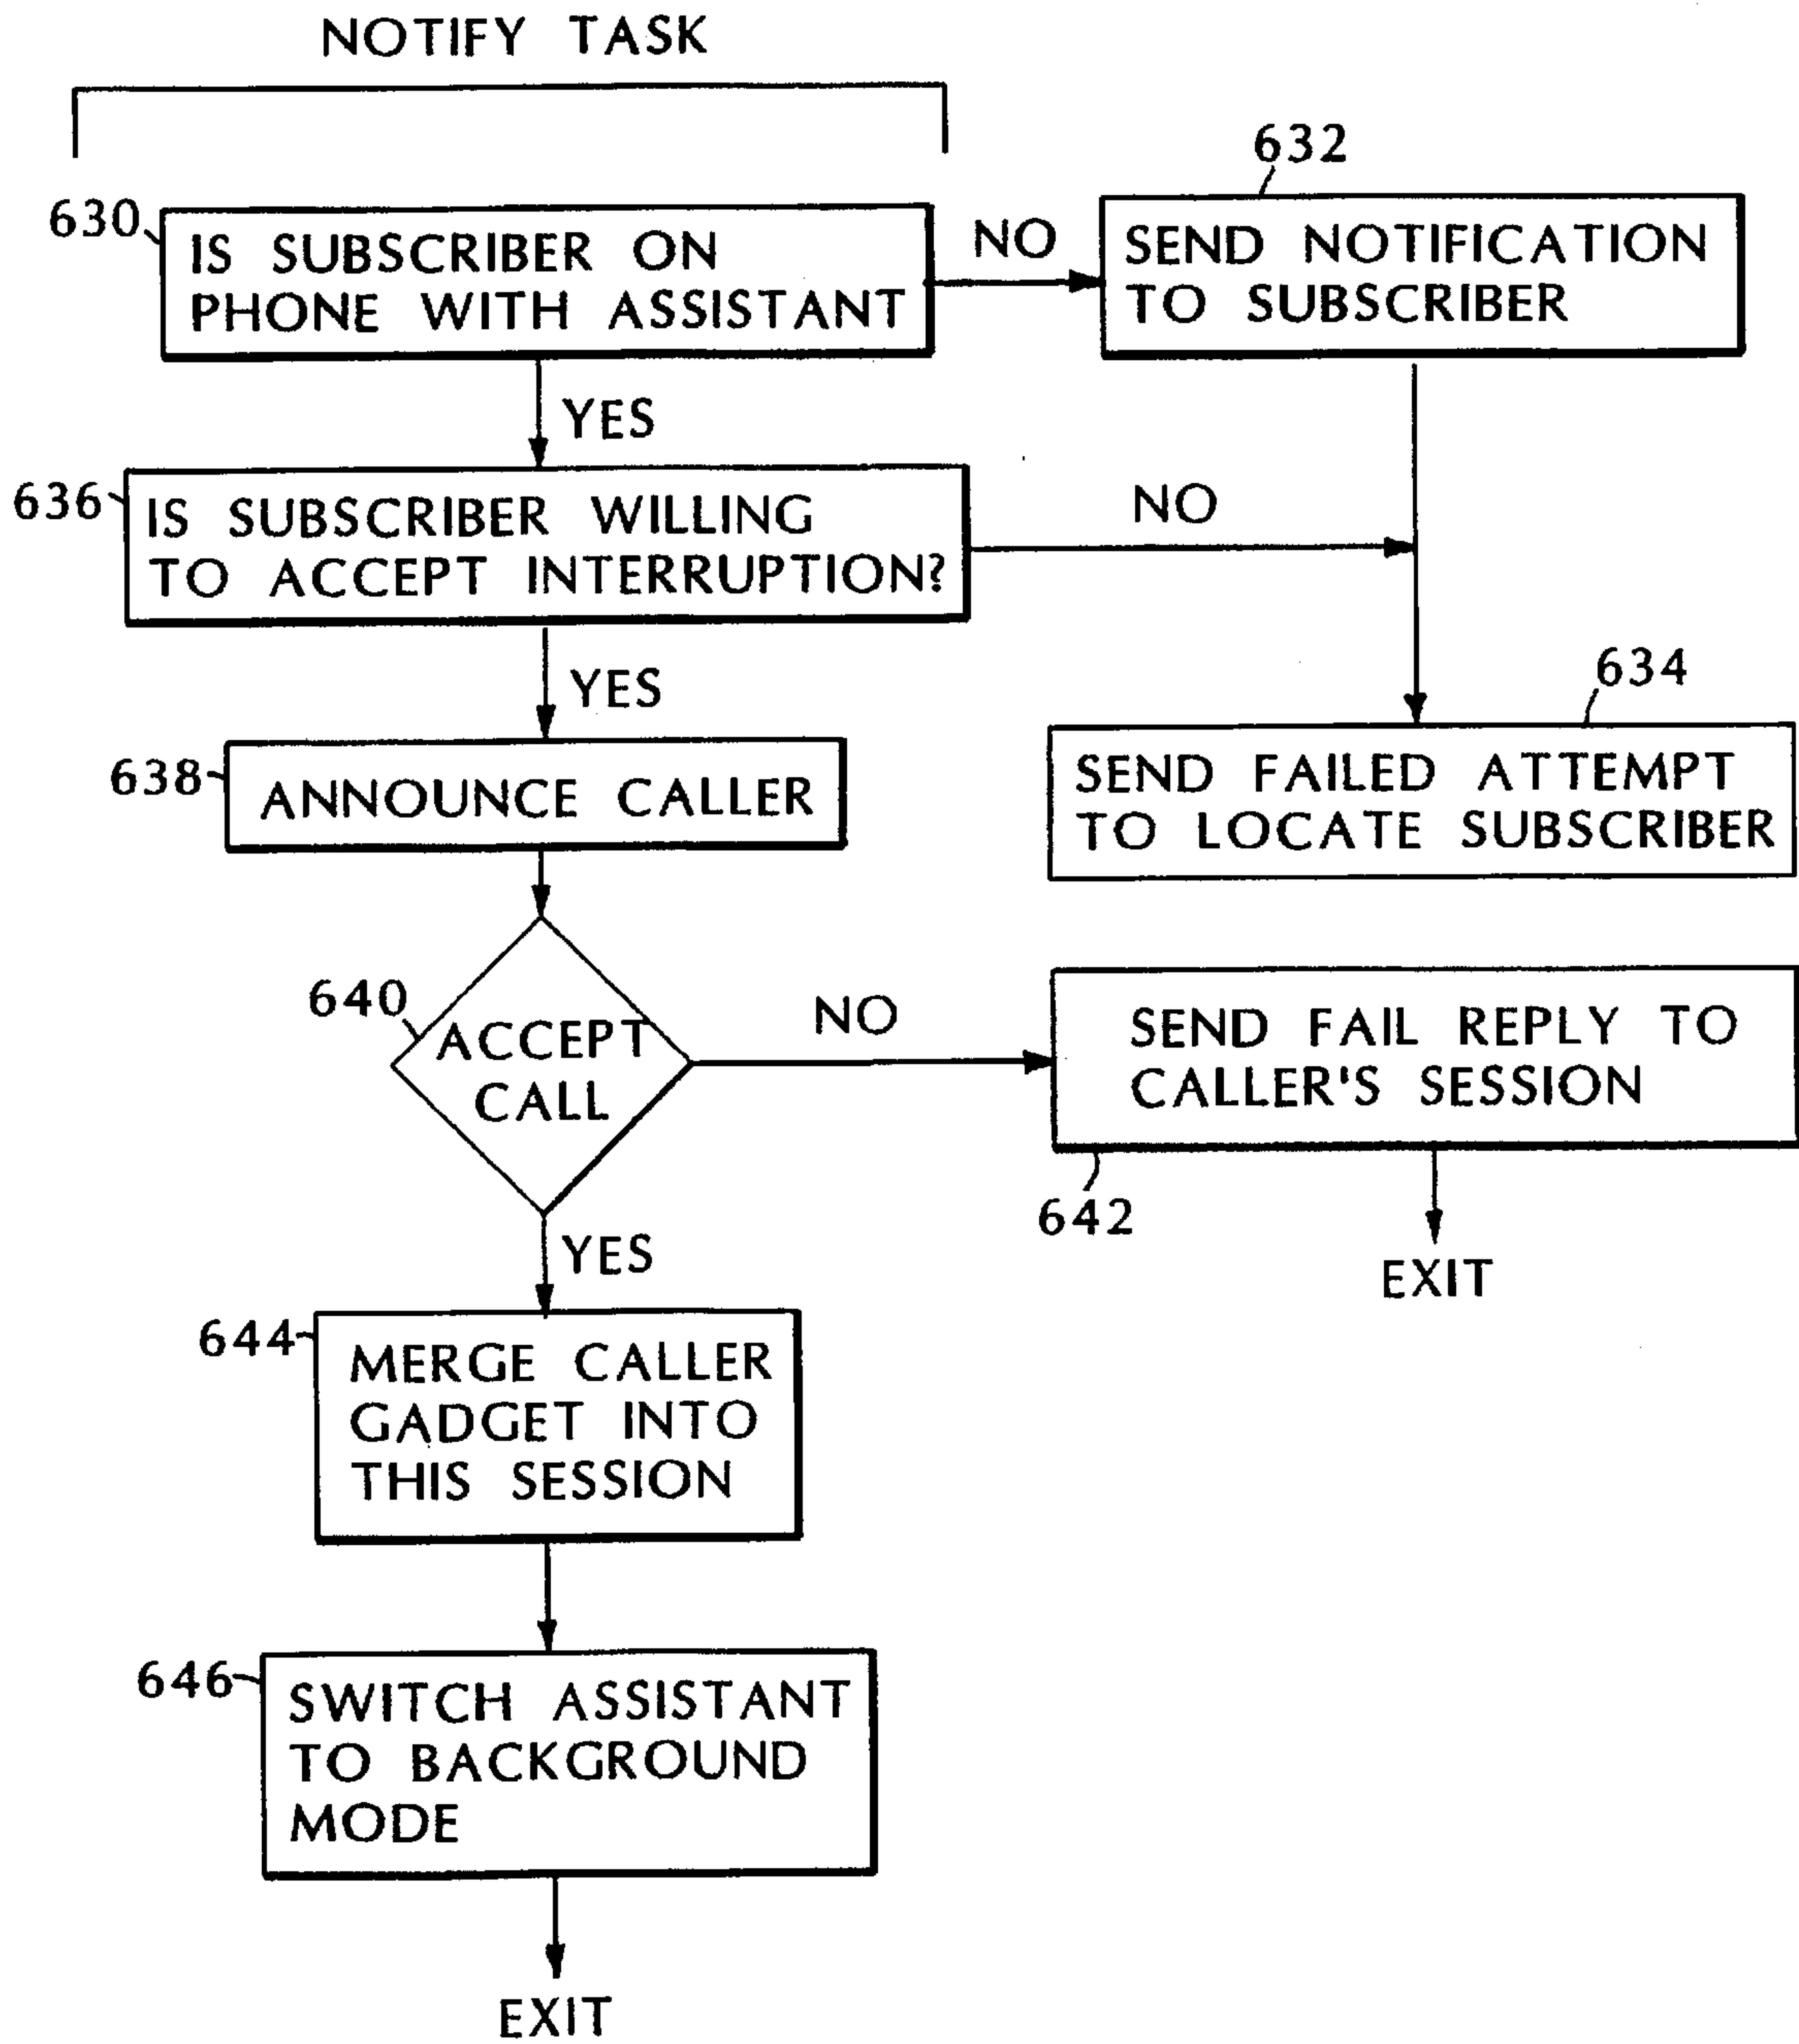 NOTIFY TASK
630
IS SUBSCRIBER ON
PHONE WITH ASSISTANT
NO
632
SEND NOTIFICATION
TO SUBSCRIBER
YES
636
IS SUBSCRIBER WILLING
TO ACCEPT INTERRUPTION?
NO
YES
634
SEND FAILED ATTEMPT
TO LOCATE SUBSCRIBER
638
ANNOUNCE CALLER
640
ACCEPT
CALL
NO
SEND FAIL REPLY TO
CALLER'S SESSION
642
EXIT
YES
644
MERGE CALLER
GADGET INTO
THIS SESSION
646
SWITCH ASSISTANT
TO BACKGROUND
MODE
EXIT